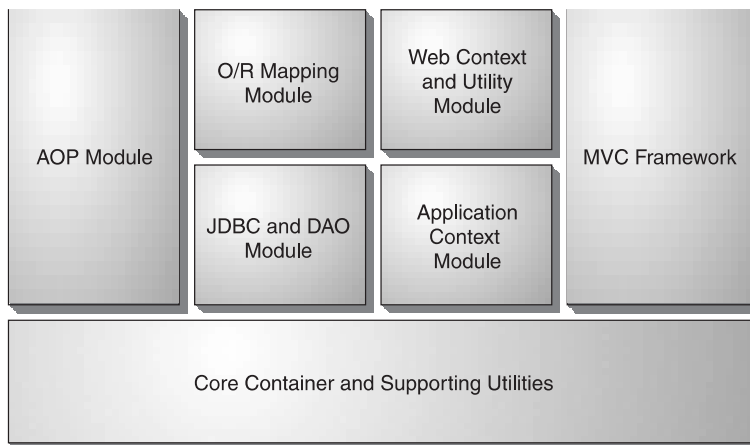 AOP Module
O/R Mapping
Module
Web Context
and Utility
Module
MVC Framework
JDBC and DAO
Module
Application
Context
Module
Core Container and Supporting Utilities